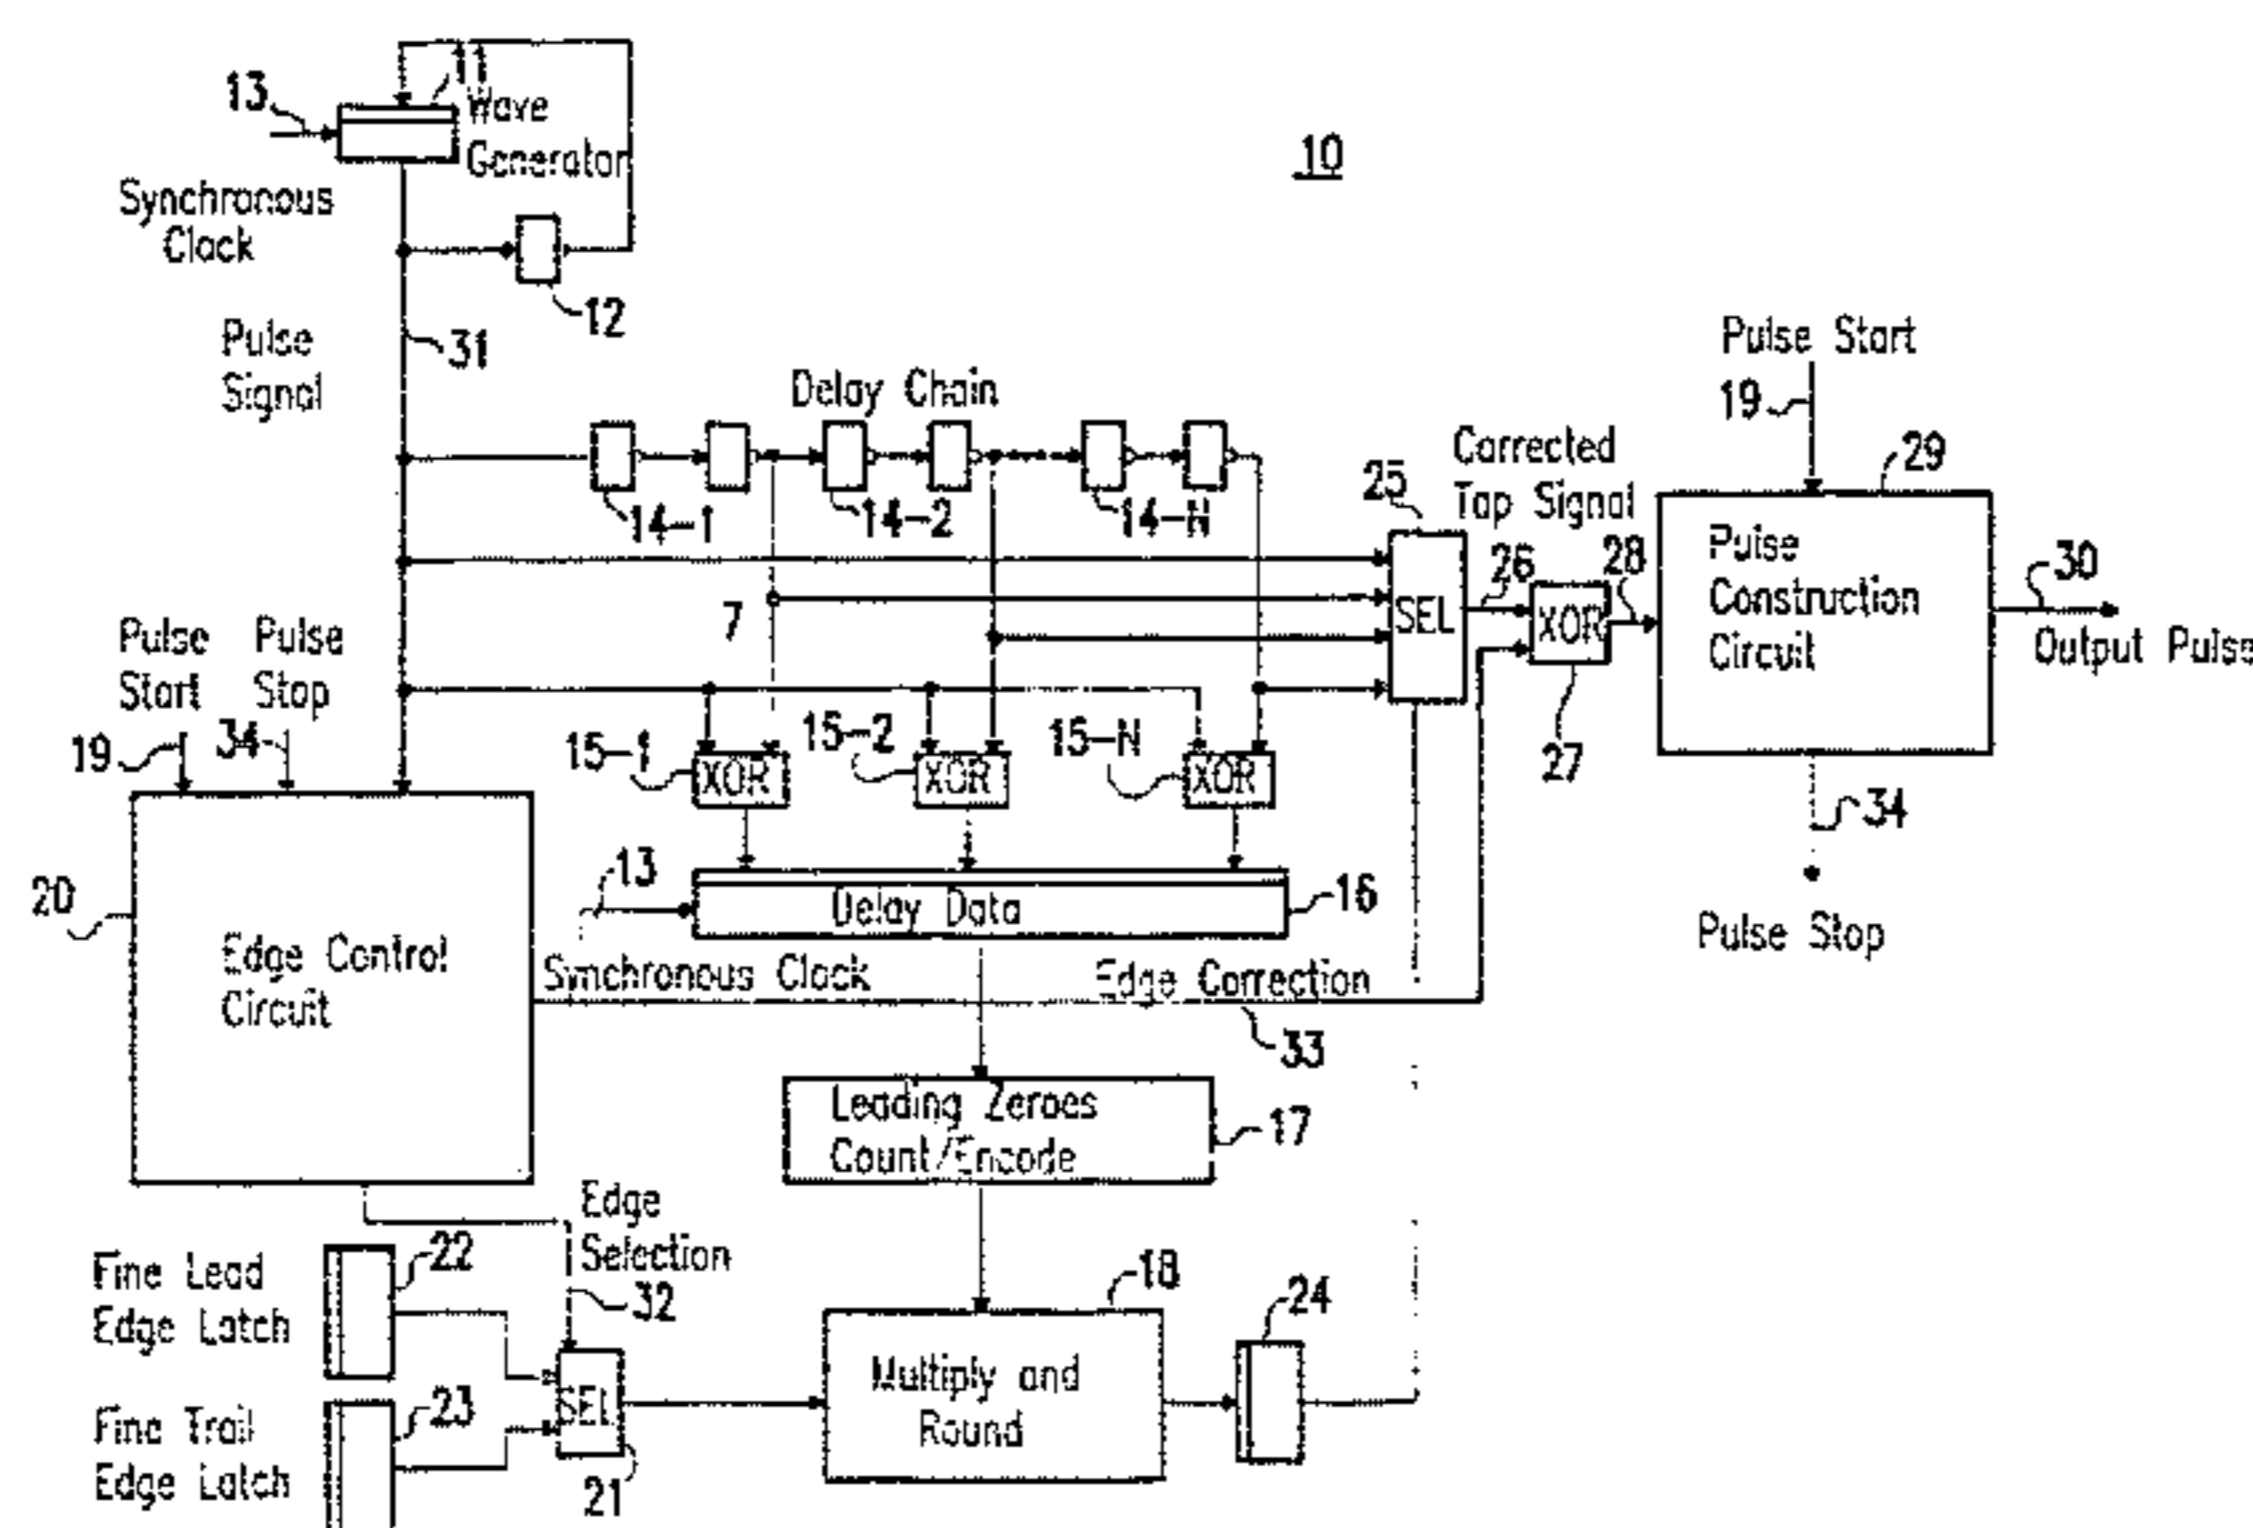 13
Wave
Generator
10
Synchronous
Clock
12
Pulse
Signal
31
Delay Chain
14-1
14-2
14-N
Pulse Start
19
29
Corrected
Tap Signal
25
26
28
SEL
XOR
27
Pulse
Construction
Circuit
30
Output Pulse
34
Pulse Stop
7
Pulse
Start
Pulse
Stop
19
34
15-1
15-2
15-N
XOR
XOR
XOR
20
Edge Control
Circuit
13
Delay Data
16
Synchronous Clock
Edge Correction
33
Leading Zeroes
Count/Encode
17
Edge
Selection
32
Fine Lead
Edge Latch
22
18
24
SEL
Multiply and
Round
Fine Trail
Edge Latch
23
21